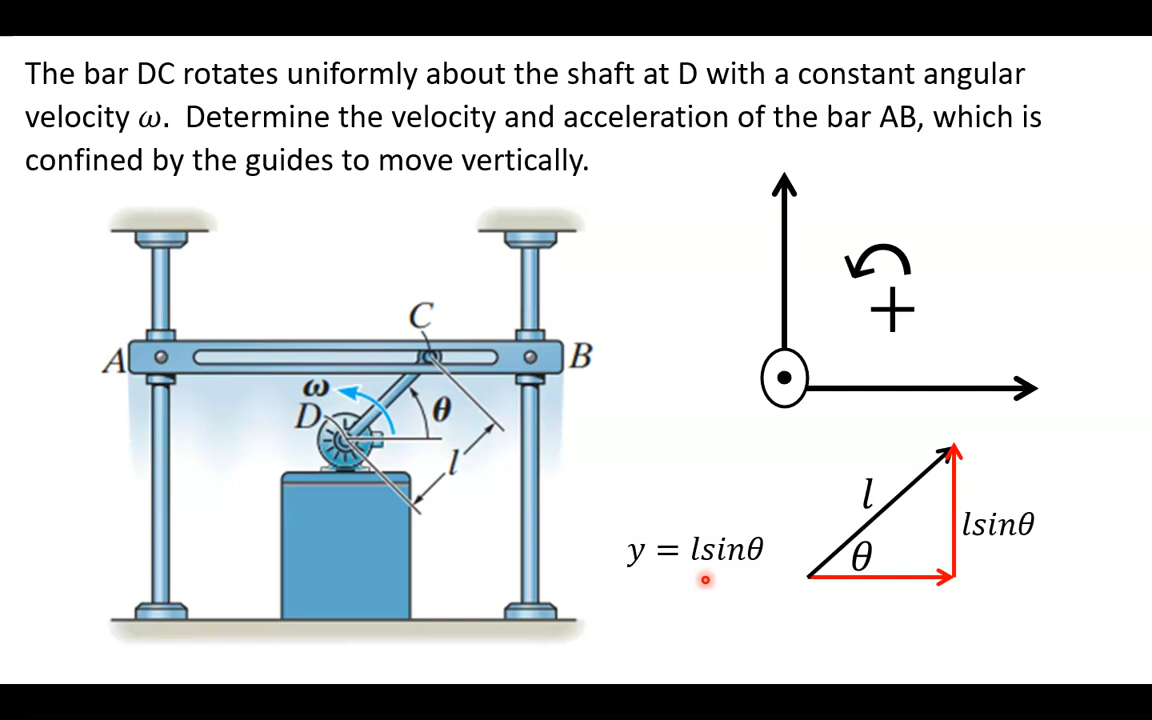 The bar DC rotates uniformly about the shaft at D with a constant angular
velocity 𝜔. Determine the velocity and acceleration of the bar AB, which is
confined by the guides to move vertically.
C
A
B
ω
D
θ
l
+
l
θ
lsinθ
y = lsinθ